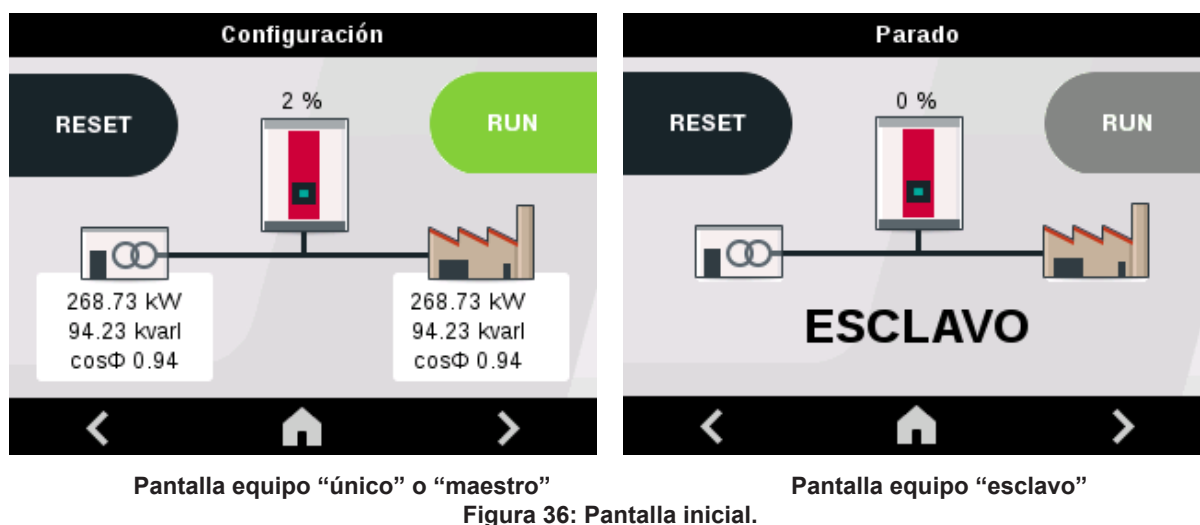 Configuración
RESET
2 %
RUN
268.73 kW
94.23 kvarl
cosΦ 0.94
268.73 kW
94.23 kvarl
cosΦ 0.94
Parado
RESET
0 %
RUN
ESCLAVO
Pantalla equipo “único” o “maestro”
Pantalla equipo “esclavo”
Figura 36: Pantalla inicial.